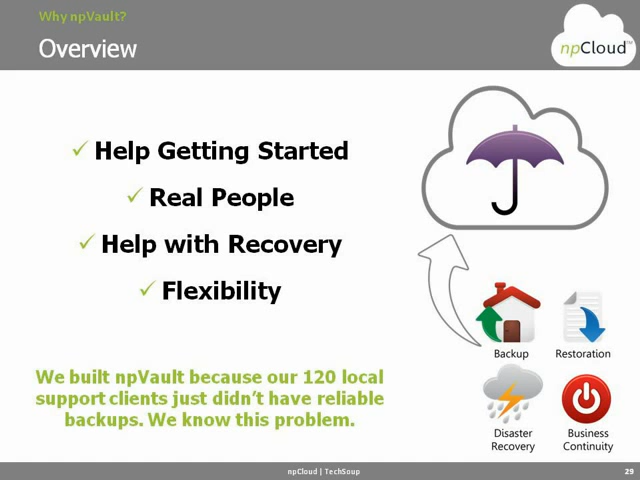 Why npVault?
Overview
npCloud™
✓ Help Getting Started
✓ Real People
✓ Help with Recovery
✓ Flexibility
We built npVault because our 120 local
support clients just didn't have reliable
backups. We know this problem.
Backup
Restoration
Disaster
Recovery
Business
Continuity
npCloud | TechSoup
29